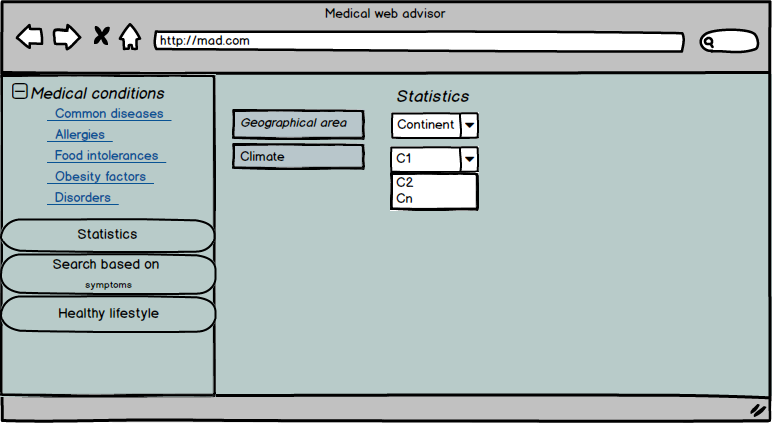 Medical web advisor
http://mad.com
Medical conditions
Common diseases
Allergies
Food intolerances
Obesity factors
Disorders
Statistics
Search based on
symptoms
Healthy lifestyle
Statistics
Geographical area
Continent
Climate
C1
C2
Cn